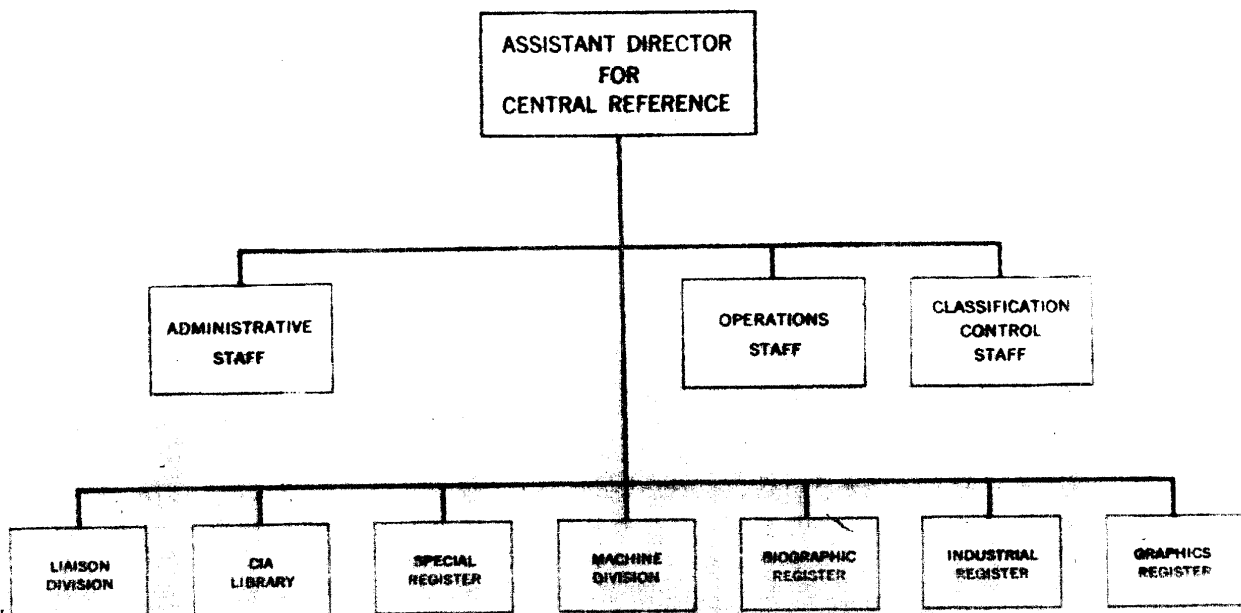 ASSISTANT DIRECTOR
FOR
CENTRAL REFERENCE
ADMINISTRATIVE
STAFF
OPERATIONS
STAFF
CLASSIFICATION
CONTROL
STAFF
LIAISON
DIVISION
CIA
LIBRARY
SPECIAL
REGISTER
MACHINE
DIVISION
BIOGRAPHIC
REGISTER
INDUSTRIAL
REGISTER
GRAPHICS
REGISTER